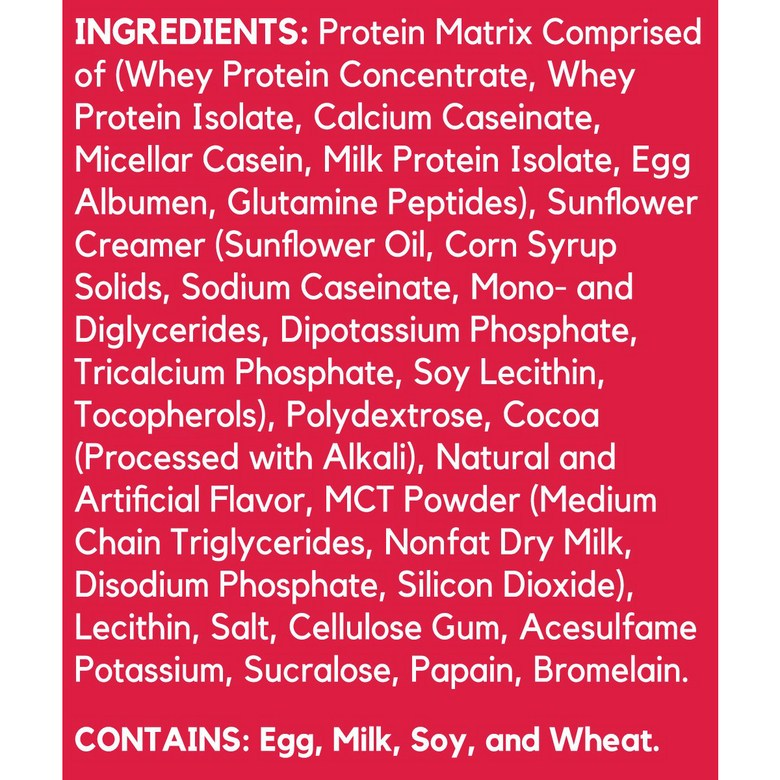 INGREDIENTS: Protein Matrix Comprised
of (Whey Protein Concentrate, Whey
Protein Isolate, Calcium Caseinate,
Micellar Casein, Milk Protein Isolate, Egg
Albumen, Glutamine Peptides), Sunflower
Creamer (Sunflower Oil, Corn Syrup
Solids, Sodium Caseinate, Mono- and
Diglycerides, Dipotassium Phosphate,
Tricalcium Phosphate, Soy Lecithin,
Tocopherols), Polydextrose, Cocoa
(Processed with Alkali), Natural and
Artificial Flavor, MCT Powder (Medium
Chain Triglycerides, Nonfat Dry Milk,
Disodium Phosphate, Silicon Dioxide),
Lecithin, Salt, Cellulose Gum, Acesulfame
Potassium, Sucralose, Papain, Bromelain.
CONTAINS: Egg, Milk, Soy, and Wheat.